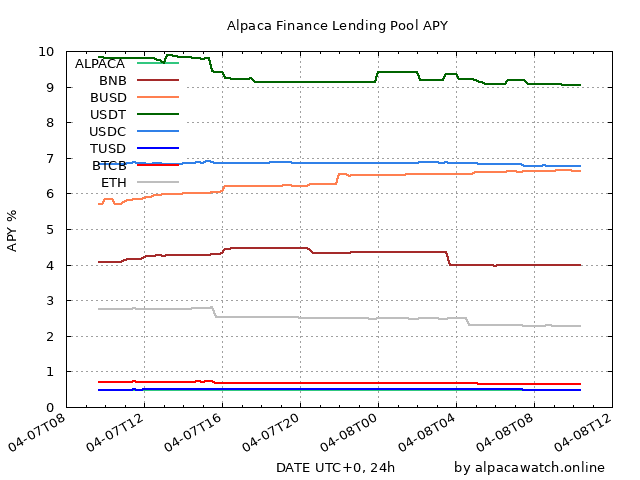 Alpaca Finance Lending Pool APY
APY %
10
9
8
7
6
5
4
3
2
1
0
ALPACA
BNB
BUSD
USDT
USDC
TUSD
BTCB
ETH
04-07T08
04-07T12
04-07T16
04-07T20
04-08T00
04-08T04
04-08T08
04-08T12
DATE UTC+0, 24h
by alpacawatch.online